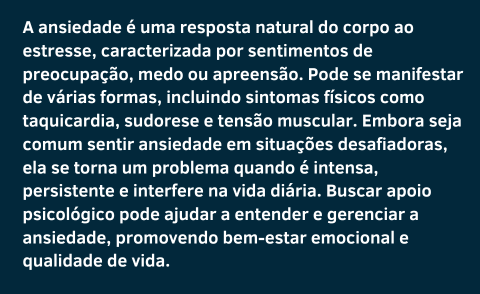 A ansiedade é uma resposta natural do corpo ao
estresse, caracterizada por sentimentos de
preocupação, medo ou apreensão. Pode se manifestar
de várias formas, incluindo sintomas físicos como
taquicardia, sudorese e tensão muscular. Embora seja
comum sentir ansiedade em situações desafiadoras,
ela se torna um problema quando é intensa,
persistente e interfere na vida diária. Buscar apoio
psicológico pode ajudar a entender e gerenciar a
ansiedade, promovendo bem-estar emocional e
qualidade de vida.